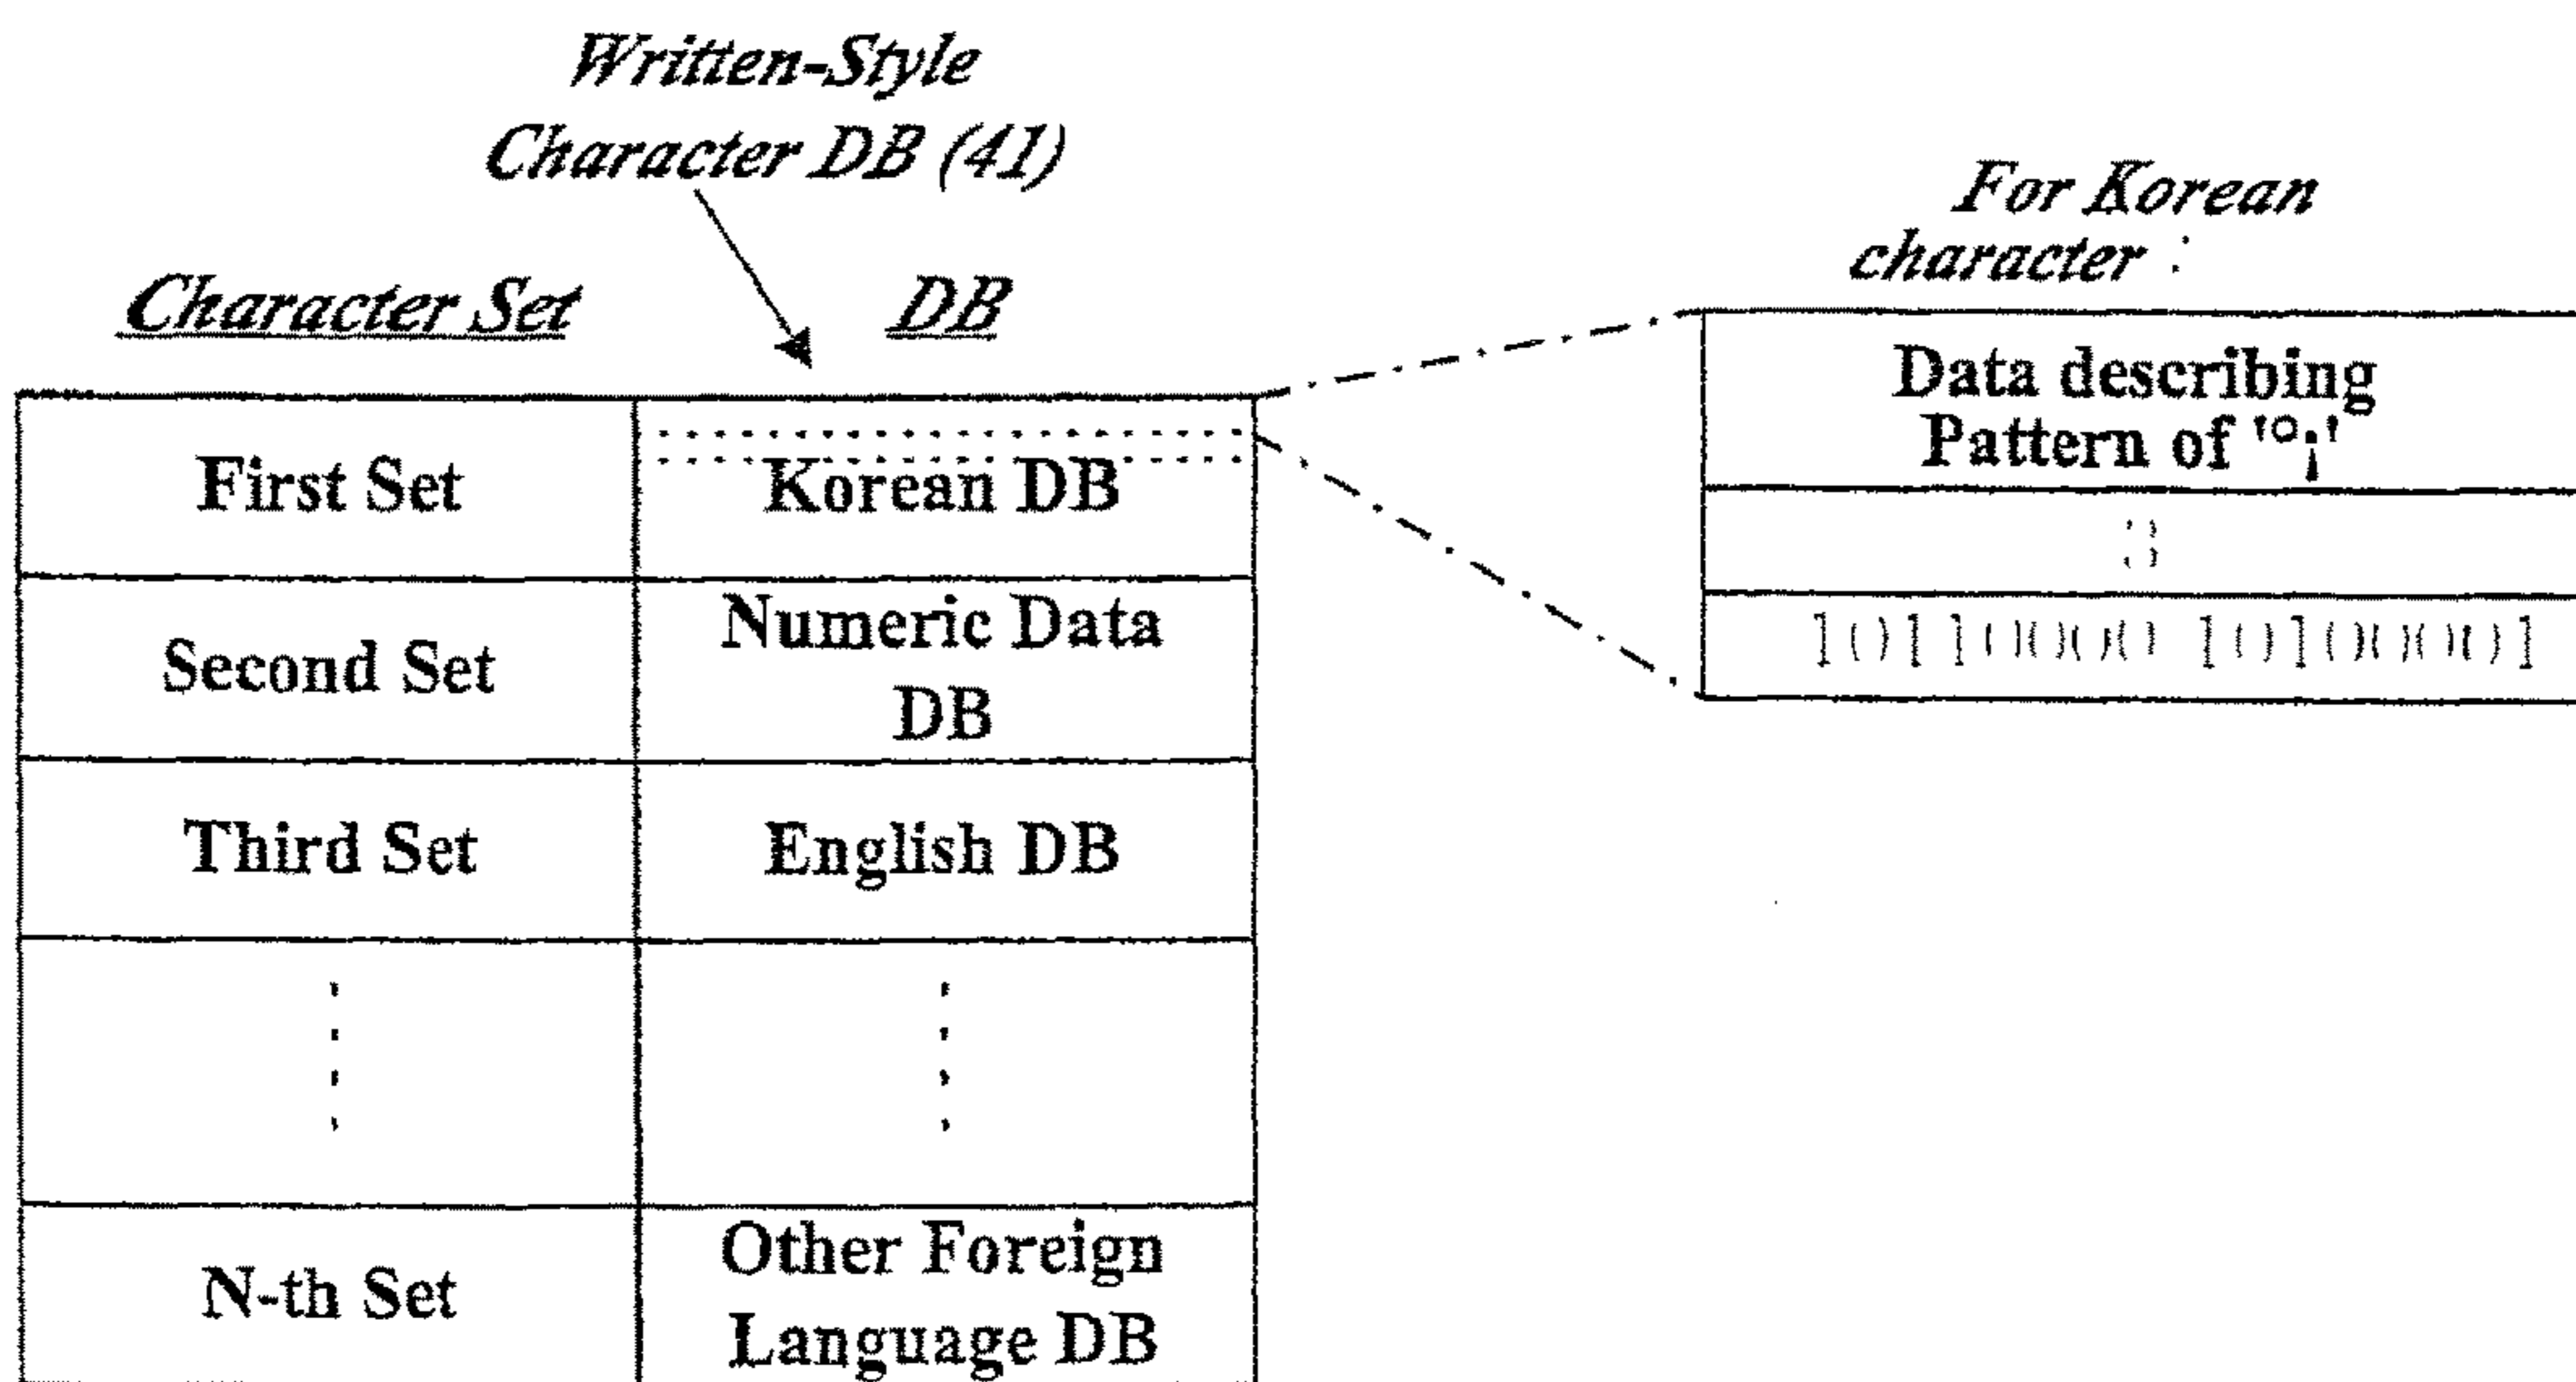 Written-Style
Character DB (41)
For Korean
character :
Character Set
DB
Data describing
Pattern of '°¡'
First Set
Korean DB
Second Set
Numeric Data
DB
Third Set
English DB
N-th Set
Other Foreign
Language DB